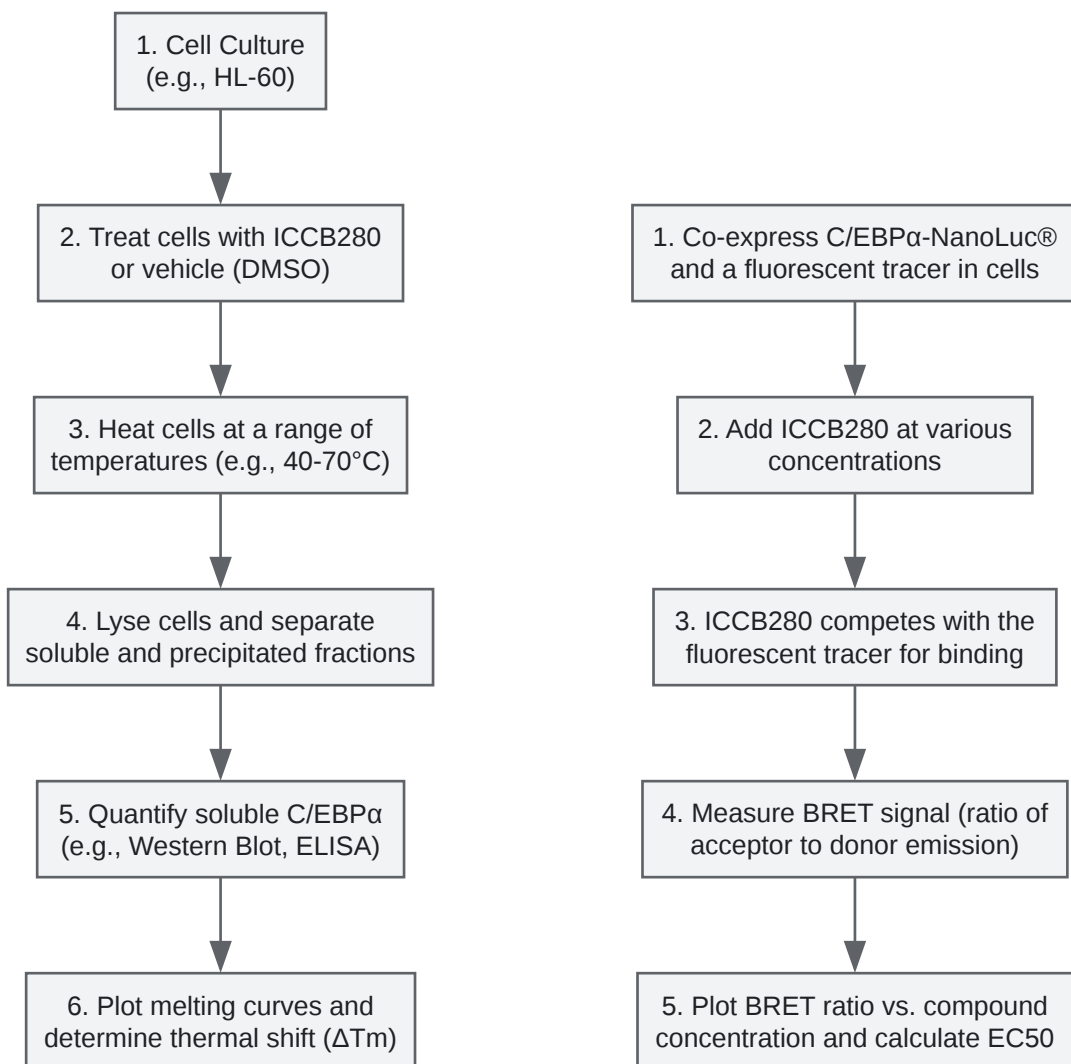 1. Cell Culture
(e.g., HL-60)
2. Treat cells with ICCB280
or vehicle (DMSO)
3. Heat cells at a range of
temperatures (e.g., 40-70°C)
4. Lyse cells and separate
soluble and precipitated fractions
5. Quantify soluble C/EBPα
(e.g., Western Blot, ELISA)
6. Plot melting curves and
determine thermal shift (ΔTm)
1. Co-express C/EBPα-NanoLuc®
and a fluorescent tracer in cells
2. Add ICCB280 at various
concentrations
3. ICCB280 competes with the
fluorescent tracer for binding
4. Measure BRET signal (ratio of
acceptor to donor emission)
5. Plot BRET ratio vs. compound
concentration and calculate EC50